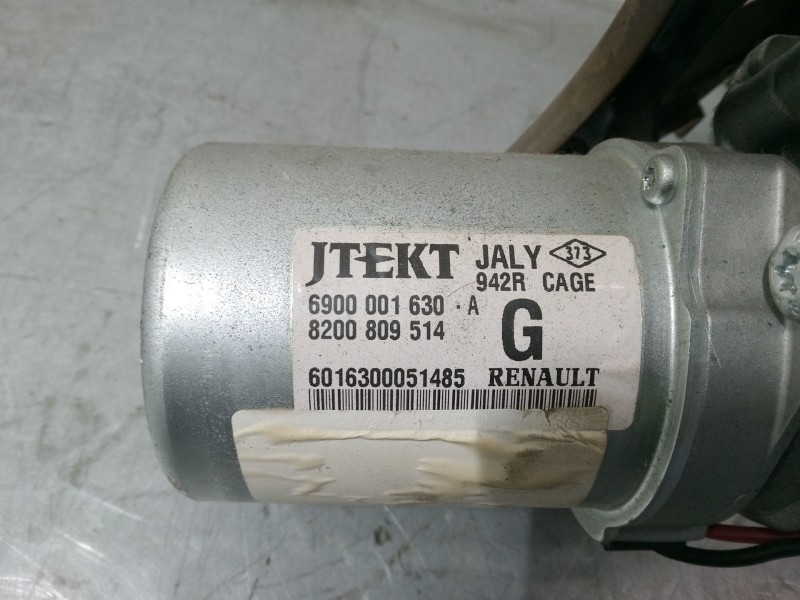 JTEKT JALY 373
942R CAGE
6900 001 630 · A
8200 809 514 G
6016300051485 RENAULT